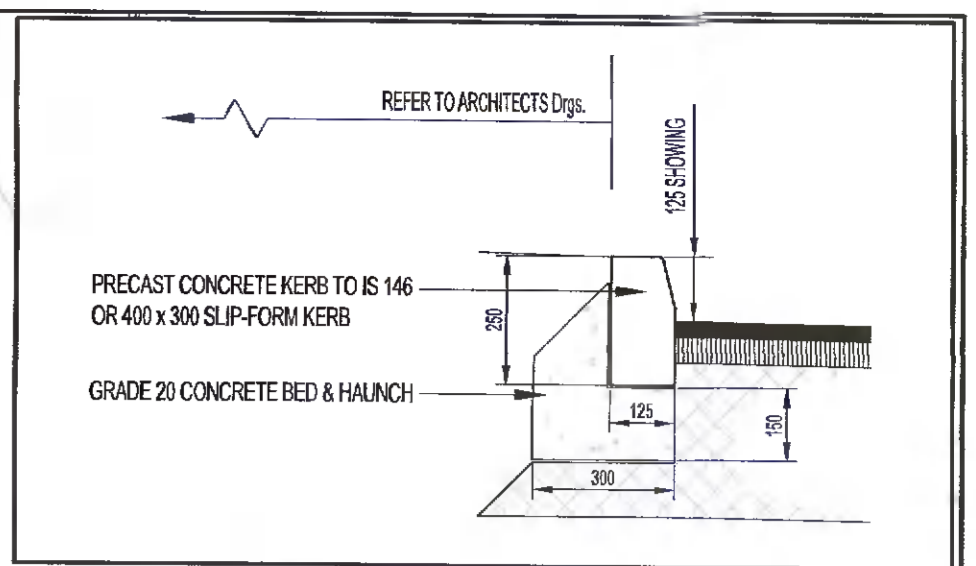 REFER TO ARCHITECTS Drgs.
125 SHOWING
PRECAST CONCRETE KERB TO IS 146
OR 400 x 300 SLIP-FORM KERB
250
GRADE 20 CONCRETE BED & HAUNCH
125
150
300